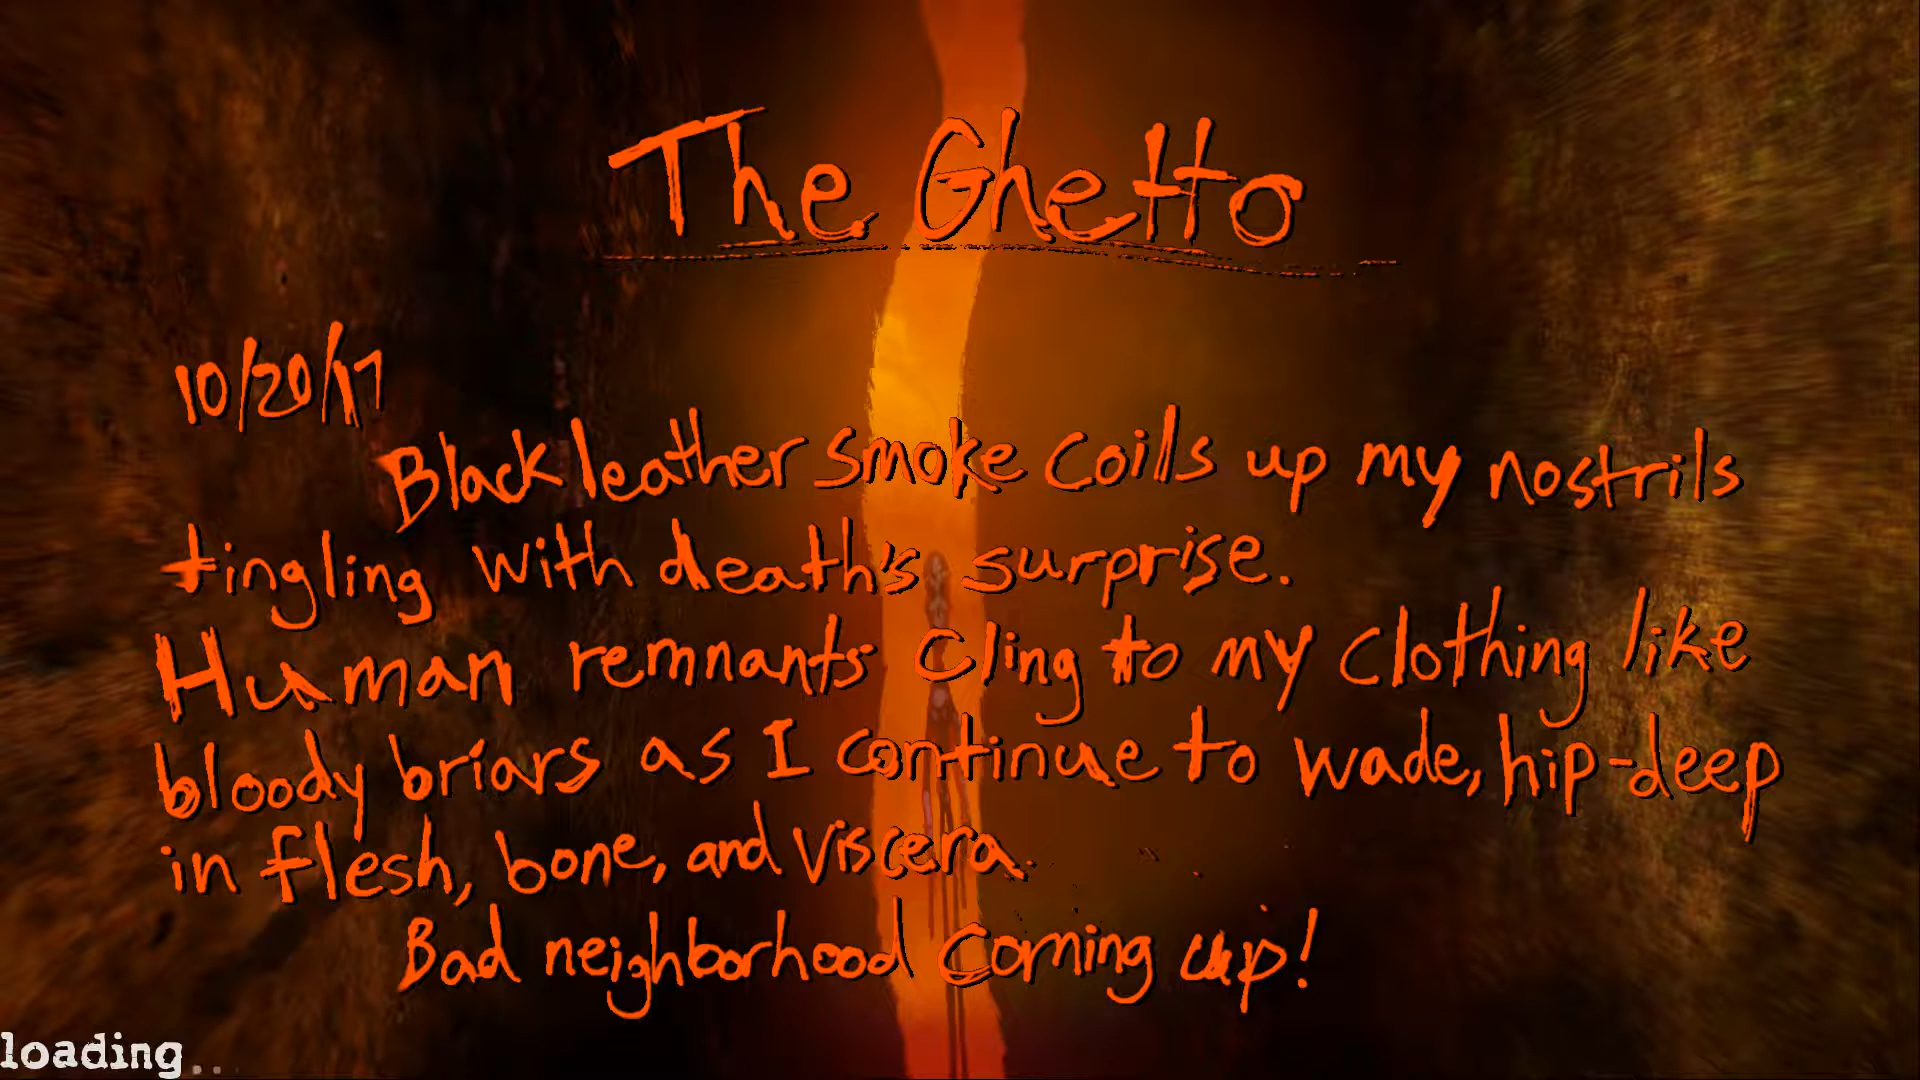 The Ghetto
10/20/17
Black leather smoke coils up my nostrils
tingling with death's surprise.
Human remnants cling to my clothing like
bloody briars as I continue to wade, hip-deep
in flesh, bone, and viscera.
Bad neighborhood coming up!
loading..